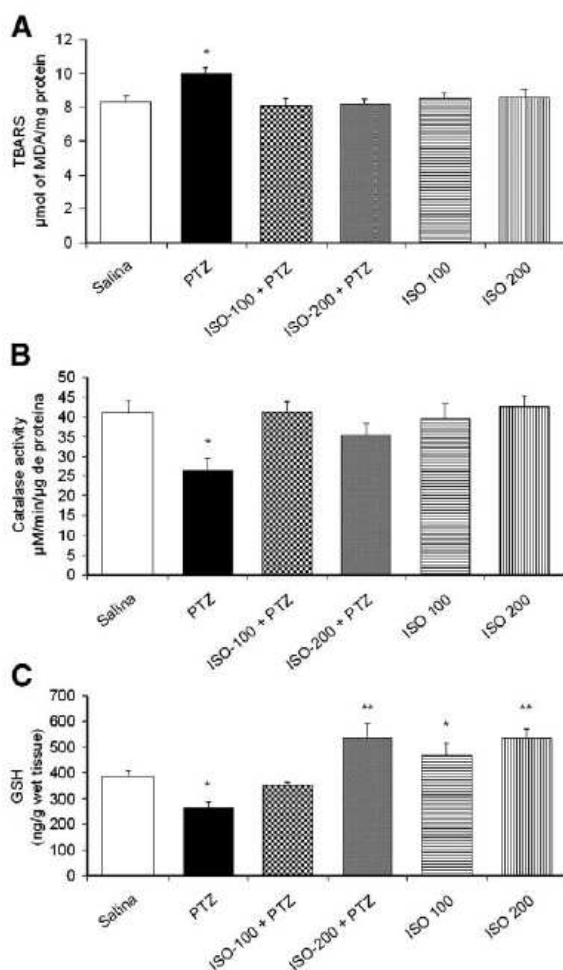 A
TBARS
µmol of MDA/mg protein
12
10
8
6
4
2
0
*
Salina
PTZ
ISO-100 + PTZ
ISO-200 + PTZ
ISO 100
ISO 200
B
Catalase activity
µM/min/µg de proteina
50
45
40
35
30
25
20
15
10
5
0
*
Salina
PTZ
ISO-100 + PTZ
ISO-200 + PTZ
ISO 100
ISO 200
C
GSH
(ng/g wet tissue)
700
600
500
400
300
200
100
0
*
**
*
**
Salina
PTZ
ISO-100 + PTZ
ISO-200 + PTZ
ISO 100
ISO 200